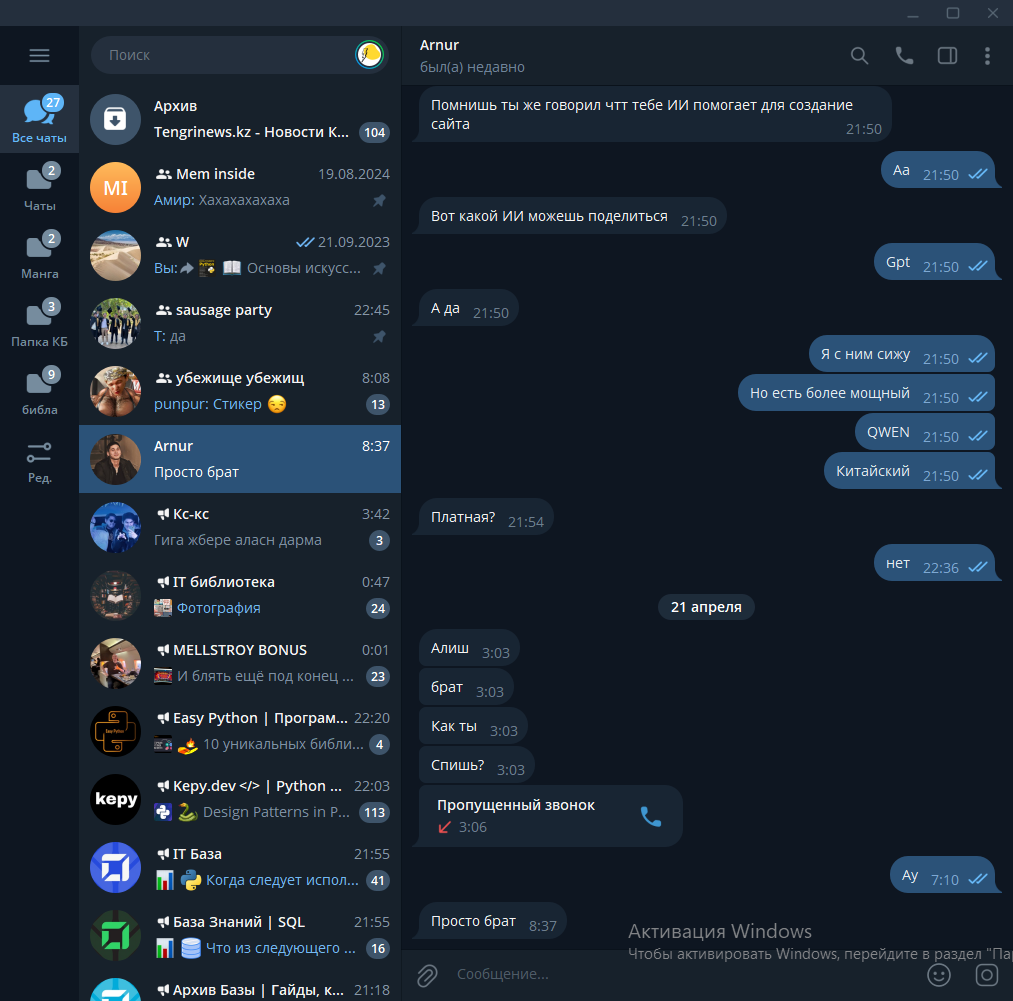 Поиск
27
Все чаты
2
Чаты
2
Манга
3
Папка КБ
9
библа
Ред.
Архив
Tengrinews.kz - Новости К... 104
MI
Mem inside 19.08.2024
Амир: Хахахахахаха
W 21.09.2023
Вы: Основы искусс...
sausage party 22:45
Т: да
убежище убежищ 8:08
punpur: Стикер 😒 13
Arnur 8:37
Просто брат
Кс-кс 3:42
Гига жбере аласн дарма 3
IT библиотека 0:47
Фотография 24
MELLSTROY BONUS 0:01
И блять ещё под конец ... 23
Easy Python
Easy Python | Програм... 22:20
10 уникальных библи... 4
kepy
Kepy.dev </> | Python ... 22:03
Design Patterns in P... 113
IT База 21:55
Когда следует испол... 41
База Знаний | SQL 21:55
Что из следующего ... 16
Архив Базы | Гайды, к... 21:18
Arnur
был(а) недавно
Помнишь ты же говорил чтт тебе ИИ помогает для создание
сайта
21:50
Аа 21:50
Вот какой ИИ можешь поделиться 21:50
Gpt 21:50
А да 21:50
Я с ним сижу 21:50
Но есть более мощный 21:50
QWEN 21:50
Китайский 21:50
Платная? 21:54
нет 22:36
21 апреля
Алиш 3:03
брат 3:03
Как ты 3:03
Спишь? 3:03
Пропущенный звонок
3:06
Ау 7:10
Просто брат 8:37
Активация Windows
Чтобы активировать Windows, перейдите в раздел "Па
Сообщение...